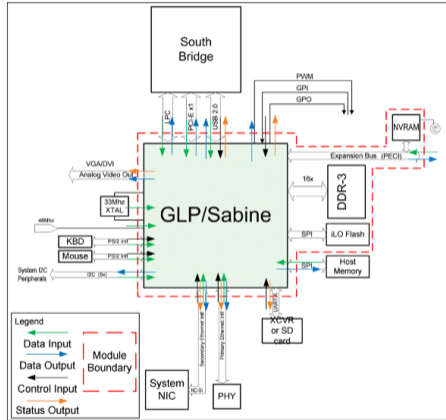 South
Bridge
PWM
GPI
GPO
LPC
PCI-E x1
USB 2.0
NVRAM
Expansion Bus (PECI)
VGA/DVI
Analog Video Out
16x
DDR-3
33Mhz
XTAL
GLP/Sabine
48Mhz
SPI
iLO Flash
KBD
PS/2 Intf
Mouse
PS/2 Intf
SPI
Host
Memory
System I2C
Peripherals
I2C (6x)
UARTA
XCVR
or SD
card
Secondary Ethernet intf
Primary Ethernet intf
Legend
Data Input
Data Output
Control Input
Status Output
Module
Boundary
System
NIC
NC-SI
PHY